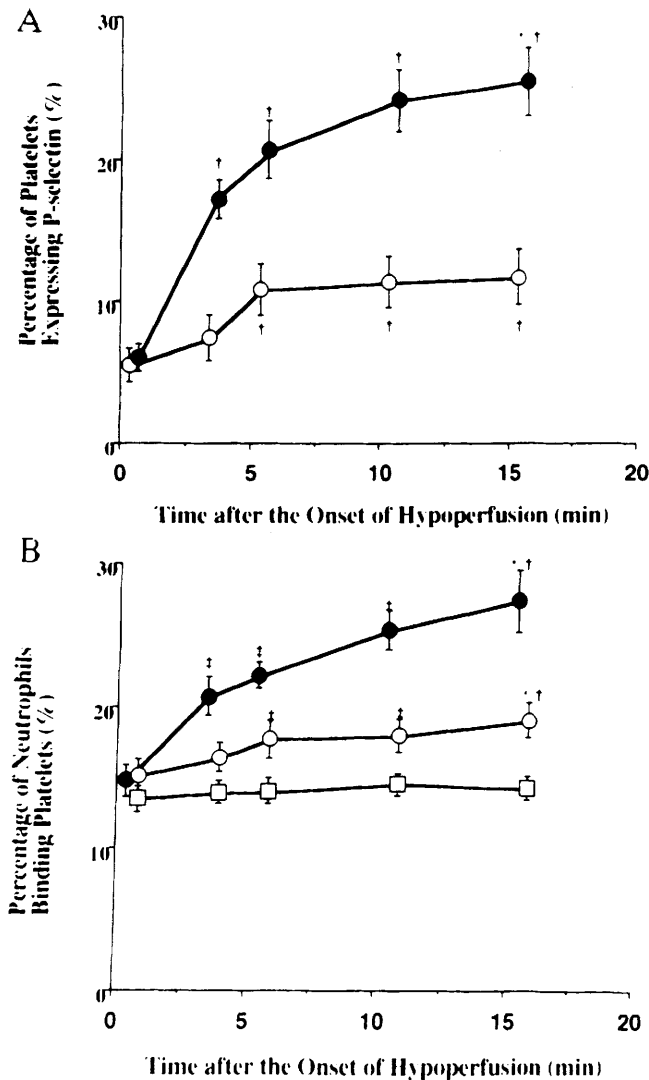 A
30
20
10
0
Percentage of Platelets
Expressing P-selectin (%)
* †
†
†
†
†
†
†
0 5 10 15 20
Time after the Onset of Hypoperfusion (min)
B
30
20
10
0
Percentage of Neutrophils
Binding Platelets (%)
* †
‡
‡
‡
* †
‡
‡
0 5 10 15 20
Time after the Onset of Hypoperfusion (min)